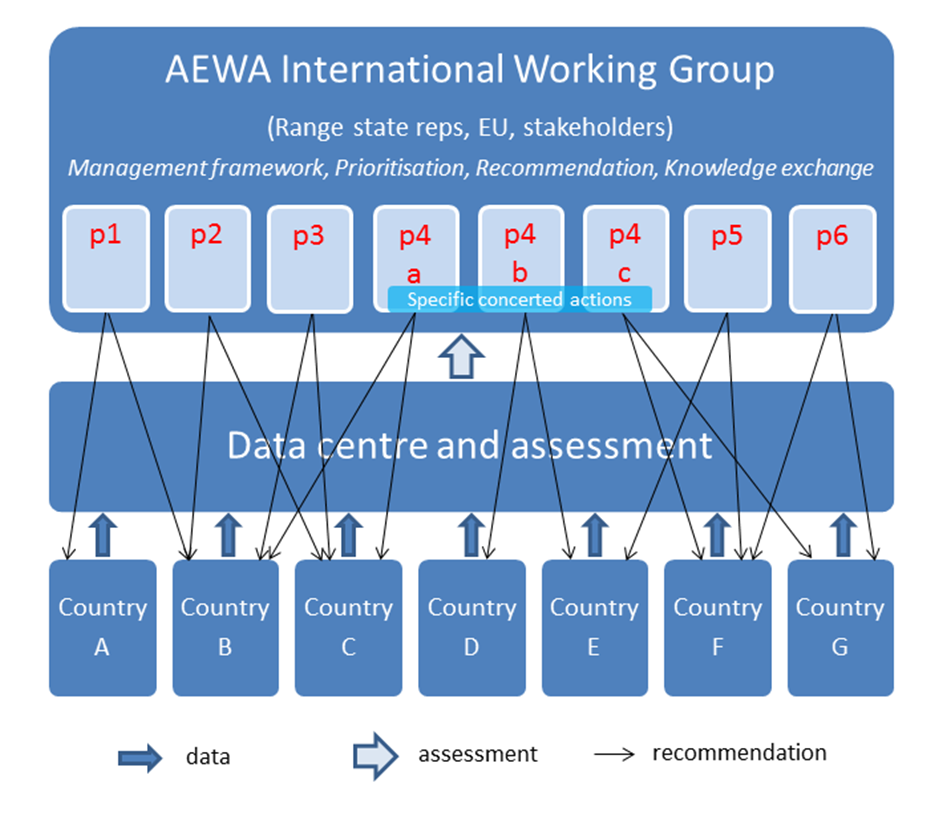 AEWA International Working Group
(Range state reps, EU, stakeholders)
Management framework, Prioritisation, Recommendation, Knowledge exchange
p1 p2 p3 p4 p4 p4 p5 p6
a b c
Specific concerted actions
Data centre and assessment
Country Country Country Country Country Country Country
A B C D E F G
data assessment recommendation